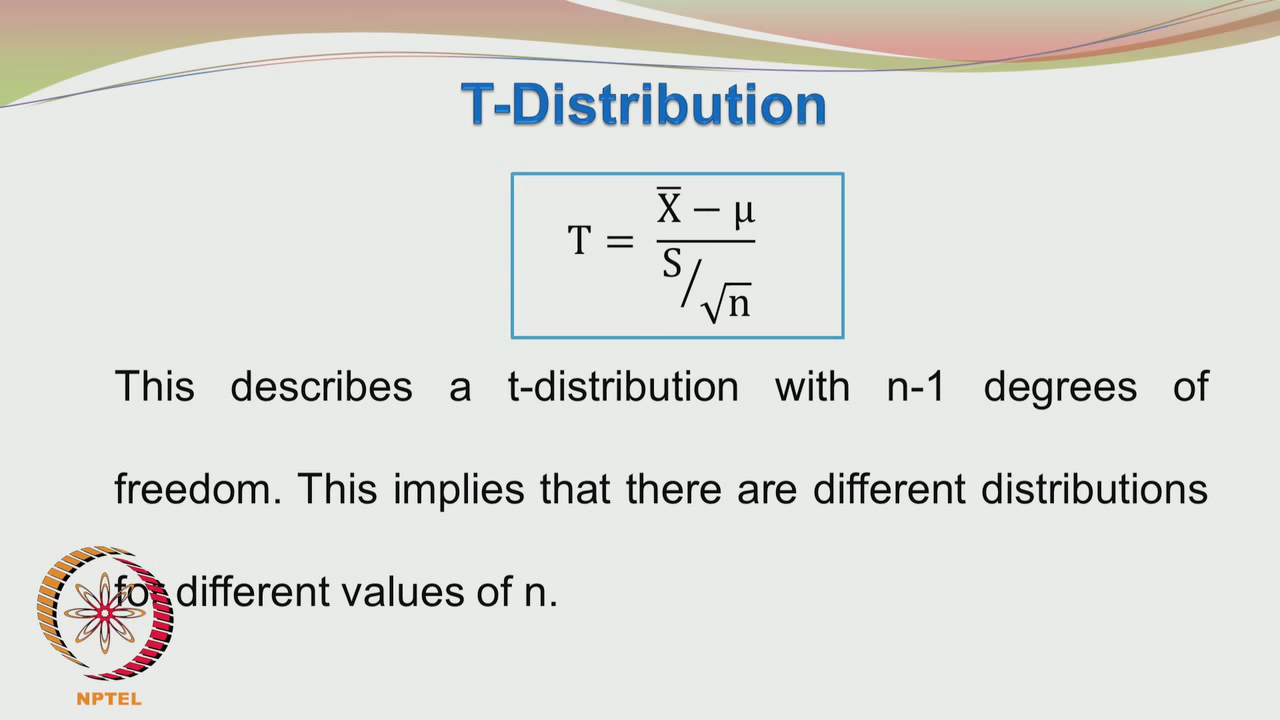 T-Distribution
T = (X̅ − μ) / (S/√n)
This describes a t-distribution with n-1 degrees of
freedom. This implies that there are different distributions
for different values of n.
NPTEL